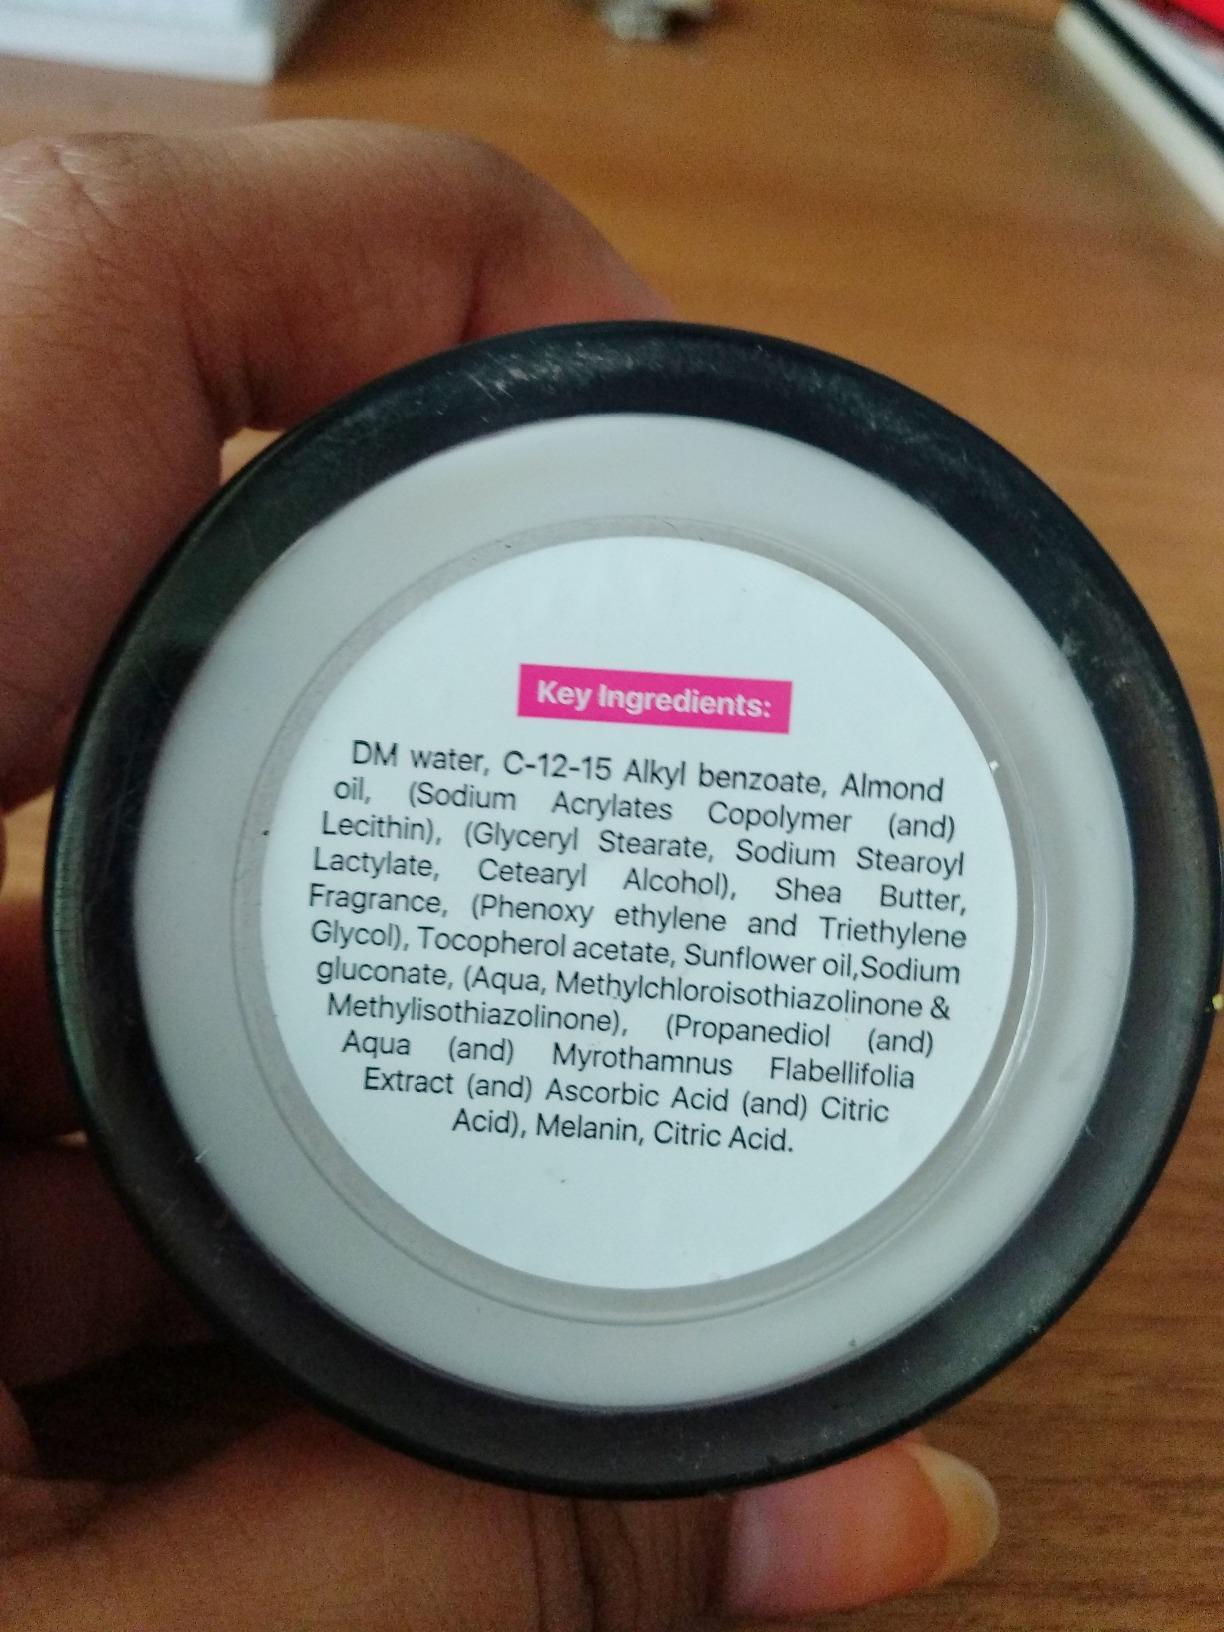 Key Ingredients:
DM water, C-12-15 Alkyl benzoate, Almond
oil, (Sodium Acrylates Copolymer (and)
Lecithin), (Glyceryl Stearate, Sodium Stearoyl
Lactylate, Cetearyl Alcohol), Shea Butter,
Fragrance, (Phenoxy ethylene and Triethylene
Glycol), Tocopherol acetate, Sunflower oil,Sodium
gluconate, (Aqua, Methylchloroisothiazolinone &
Methylisothiazolinone), (Propanediol (and)
Aqua (and) Myrothamnus Flabellifolia
Extract (and) Ascorbic Acid (and) Citric
Acid), Melanin, Citric Acid.